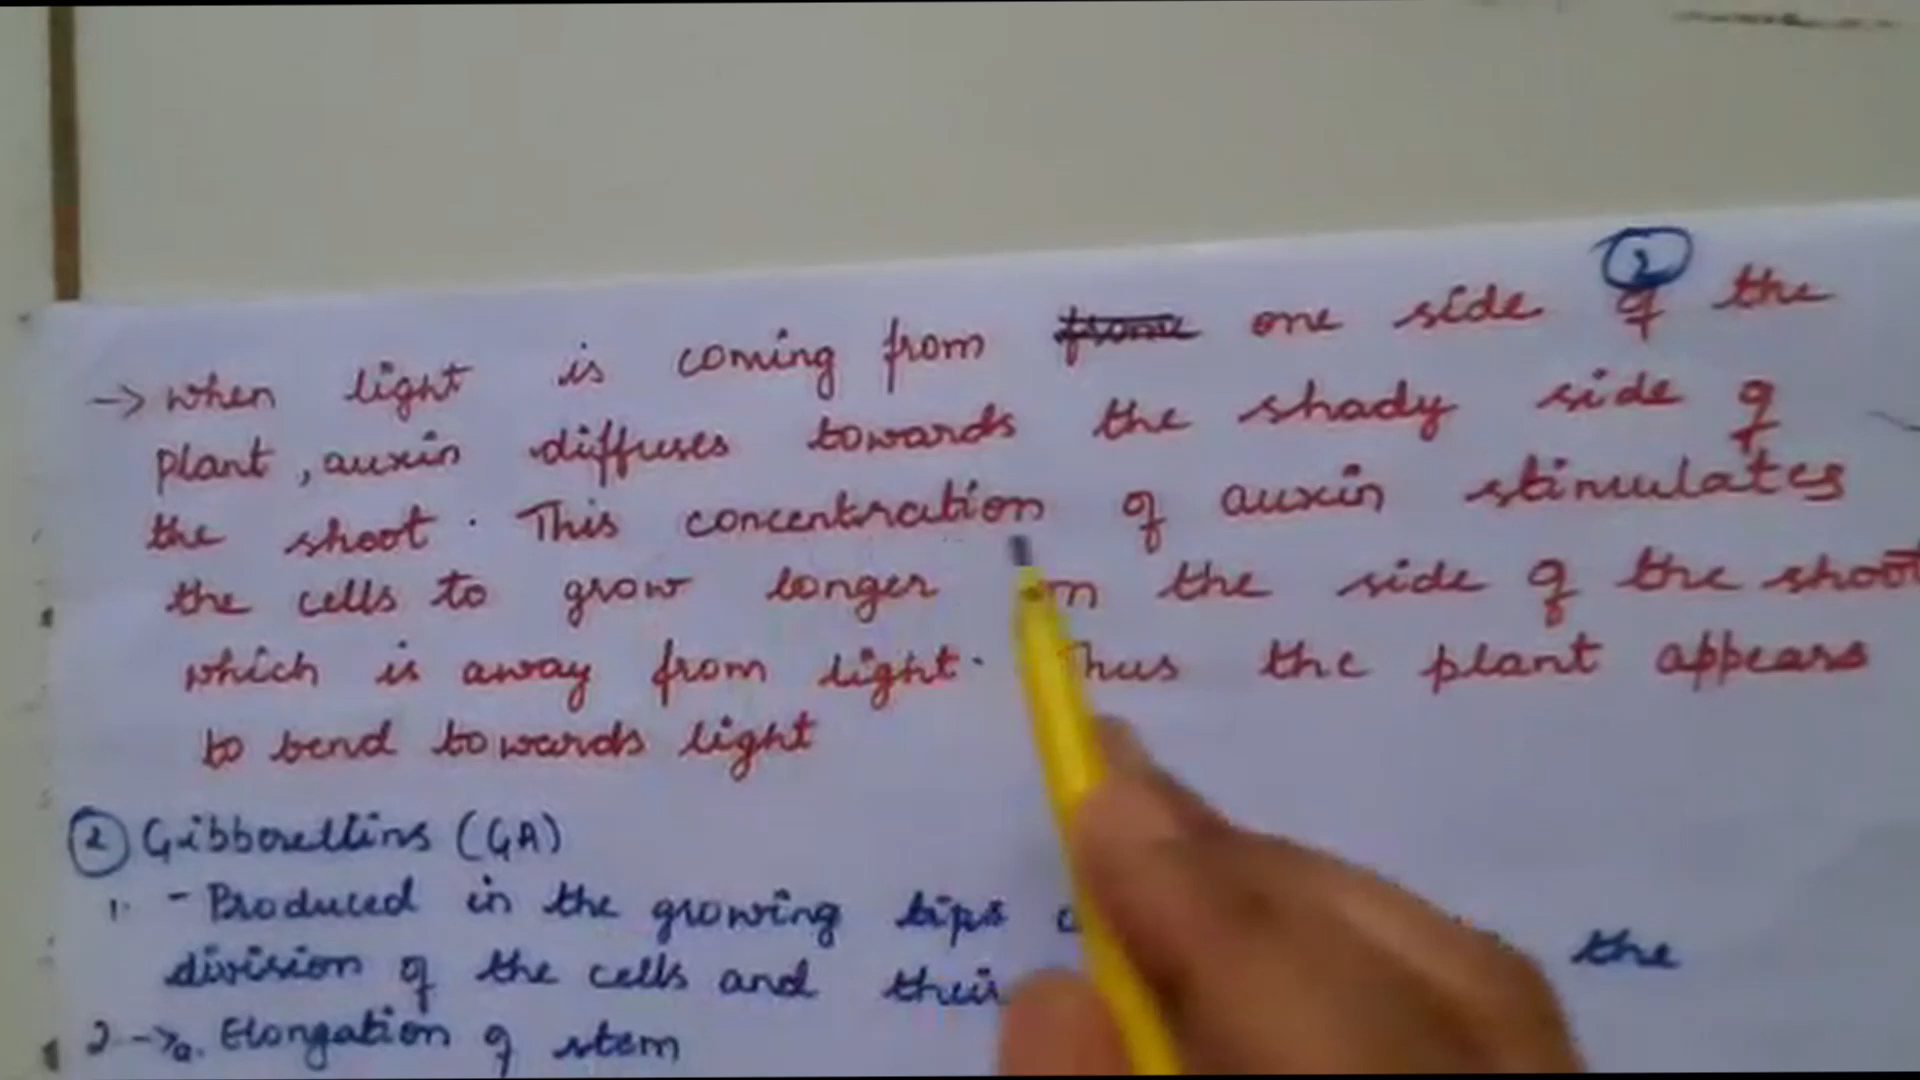 2
→ when light is coming from one side of the
plant, auxin diffuses towards the shady side of
the shoot. This concentration of auxin stimulates
the cells to grow longer on the side of the shoot
which is away from light. Thus the plant appears
to bend towards light
2 Gibberellins (GA)
1. - Produced in the growing tips the
division of the cells and their
2 → a. Elongation of stem